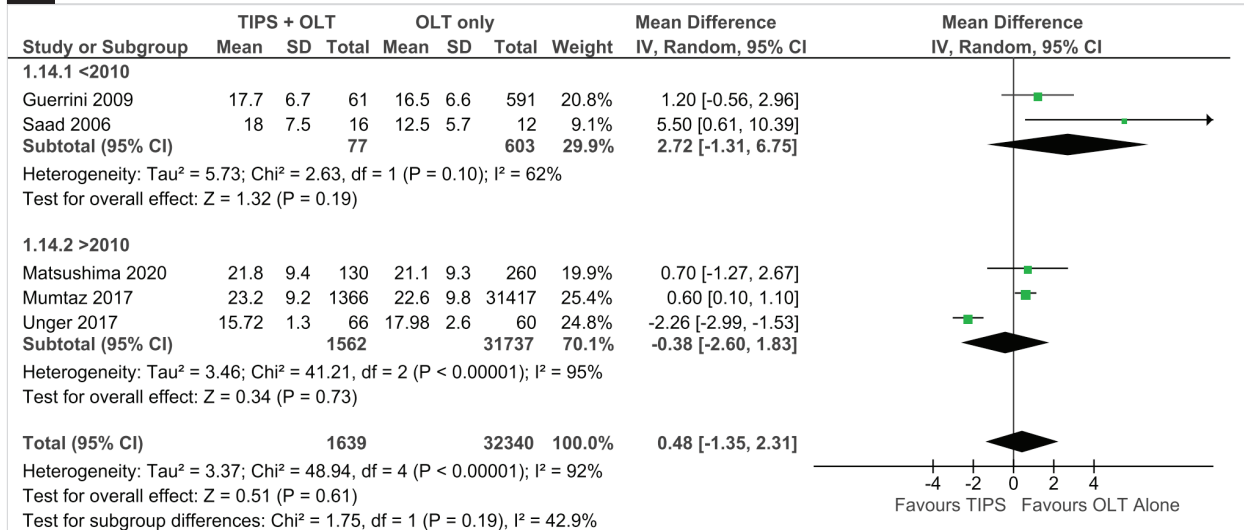 TIPS + OLT OLT only Mean Difference Mean Difference
Study or Subgroup Mean SD Total Mean SD Total Weight IV, Random, 95% CI IV, Random, 95% CI
1.14.1 <2010
Guerrini 2009 17.7 6.7 61 16.5 6.6 591 20.8% 1.20 [-0.56, 2.96]
Saad 2006 18 7.5 16 12.5 5.7 12 9.1% 5.50 [0.61, 10.39]
Subtotal (95% CI) 77 603 29.9% 2.72 [-1.31, 6.75]
Heterogeneity: Tau² = 5.73; Chi² = 2.63, df = 1 (P = 0.10); I² = 62%
Test for overall effect: Z = 1.32 (P = 0.19)
1.14.2 >2010
Matsushima 2020 21.8 9.4 130 21.1 9.3 260 19.9% 0.70 [-1.27, 2.67]
Mumtaz 2017 23.2 9.2 1366 22.6 9.8 31417 25.4% 0.60 [0.10, 1.10]
Unger 2017 15.72 1.3 66 17.98 2.6 60 24.8% -2.26 [-2.99, -1.53]
Subtotal (95% CI) 1562 31737 70.1% -0.38 [-2.60, 1.83]
Heterogeneity: Tau² = 3.46; Chi² = 41.21, df = 2 (P < 0.00001); I² = 95%
Test for overall effect: Z = 0.34 (P = 0.73)
Total (95% CI) 1639 32340 100.0% 0.48 [-1.35, 2.31]
Heterogeneity: Tau² = 3.37; Chi² = 48.94, df = 4 (P < 0.00001); I² = 92%
Test for overall effect: Z = 0.51 (P = 0.61)
Test for subgroup differences: Chi² = 1.75, df = 1 (P = 0.19), I² = 42.9%
-4 -2 0 2 4
Favours TIPS Favours OLT Alone